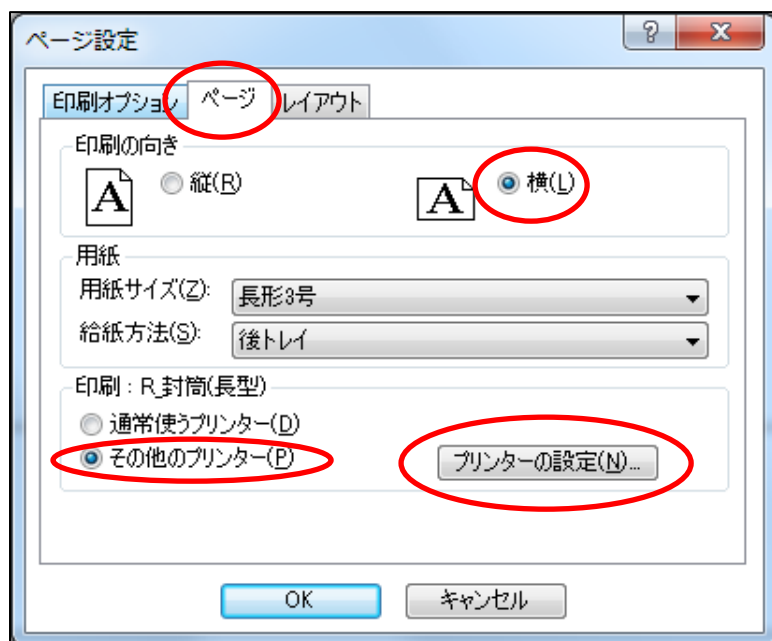 ページ設定
印刷オプション ページ レイアウト
印刷の向き
A 縦(R) A 横(L)
用紙
用紙サイズ(Z): 長形3号
給紙方法(S): 後トレイ
印刷 : R_封筒(長型)
通常使うプリンター(D)
その他のプリンター(P) プリンターの設定(N)...
OK キャンセル